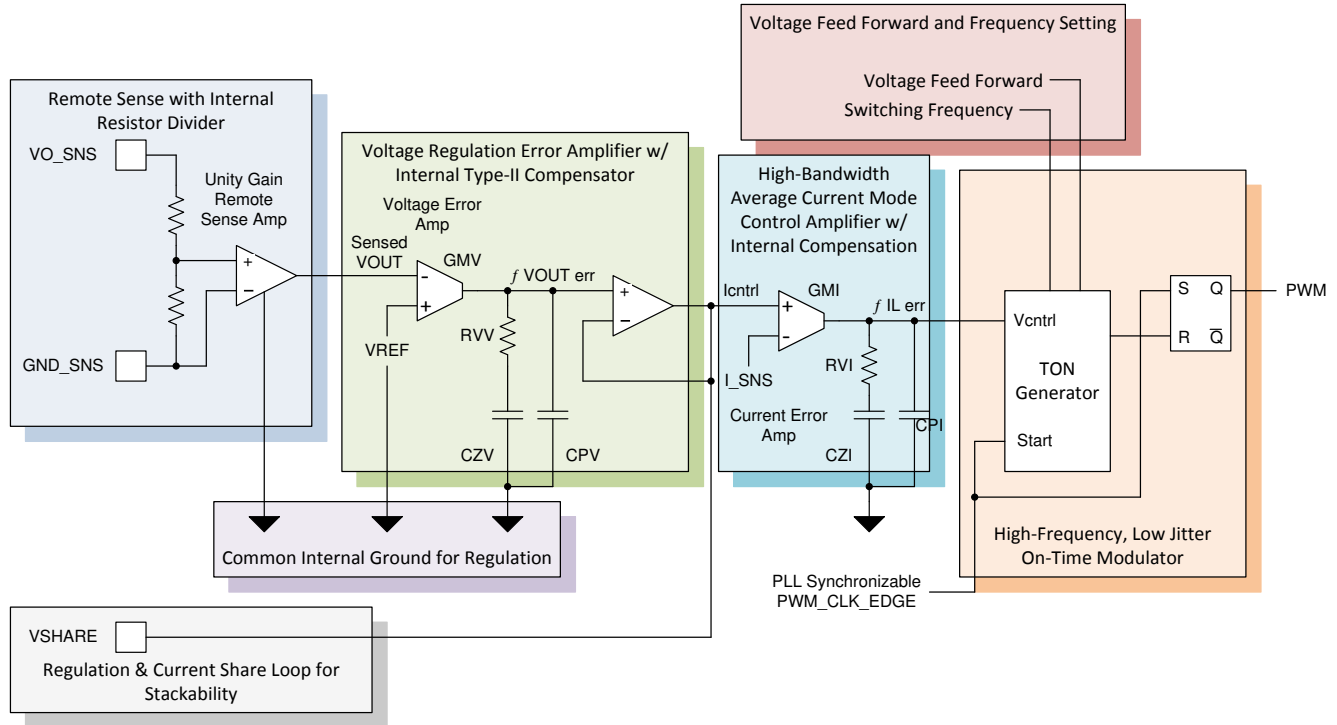 Voltage Feed Forward and Frequency Setting
Voltage Feed Forward
Switching Frequency
Remote Sense with Internal
Resistor Divider
VO_SNS
Unity Gain
Remote
Sense Amp
+
−
GND_SNS
Voltage Regulation Error Amplifier w/
Internal Type-II Compensator
Voltage Error
Amp
Sensed
VOUT
GMV
-
+
VREF
ƒ VOUT err
RVV
CZV
CPV
+
−
High-Bandwidth
Average Current Mode
Control Amplifier w/
Internal Compensation
Icntrl
GMI
+
−
I_SNS
ƒ IL err
RVI
Current Error
Amp
CPI
CZI
Vcntrl
TON
Generator
Start
S Q
R Q̅
PWM
High-Frequency, Low Jitter
On-Time Modulator
PLL Synchronizable
PWM_CLK_EDGE
Common Internal Ground for Regulation
VSHARE
Regulation & Current Share Loop for
Stackability